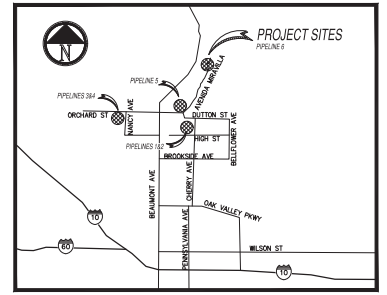 N
PROJECT SITES
PIPELINE 6
PIPELINE 5
AVENIDA MIRAVILLA
PIPELINES 3&4
ORCHARD ST
NANCY AVE
DUTTON ST
HIGH ST
BELLFLOWER AVE
PIPELINES 1&2
BROOKSIDE AVE
BEAUMONT AVE
CHERRY AVE
OAK VALLEY PKWY
10
60
PENNSYLVANIA AVE
WILSON ST
10